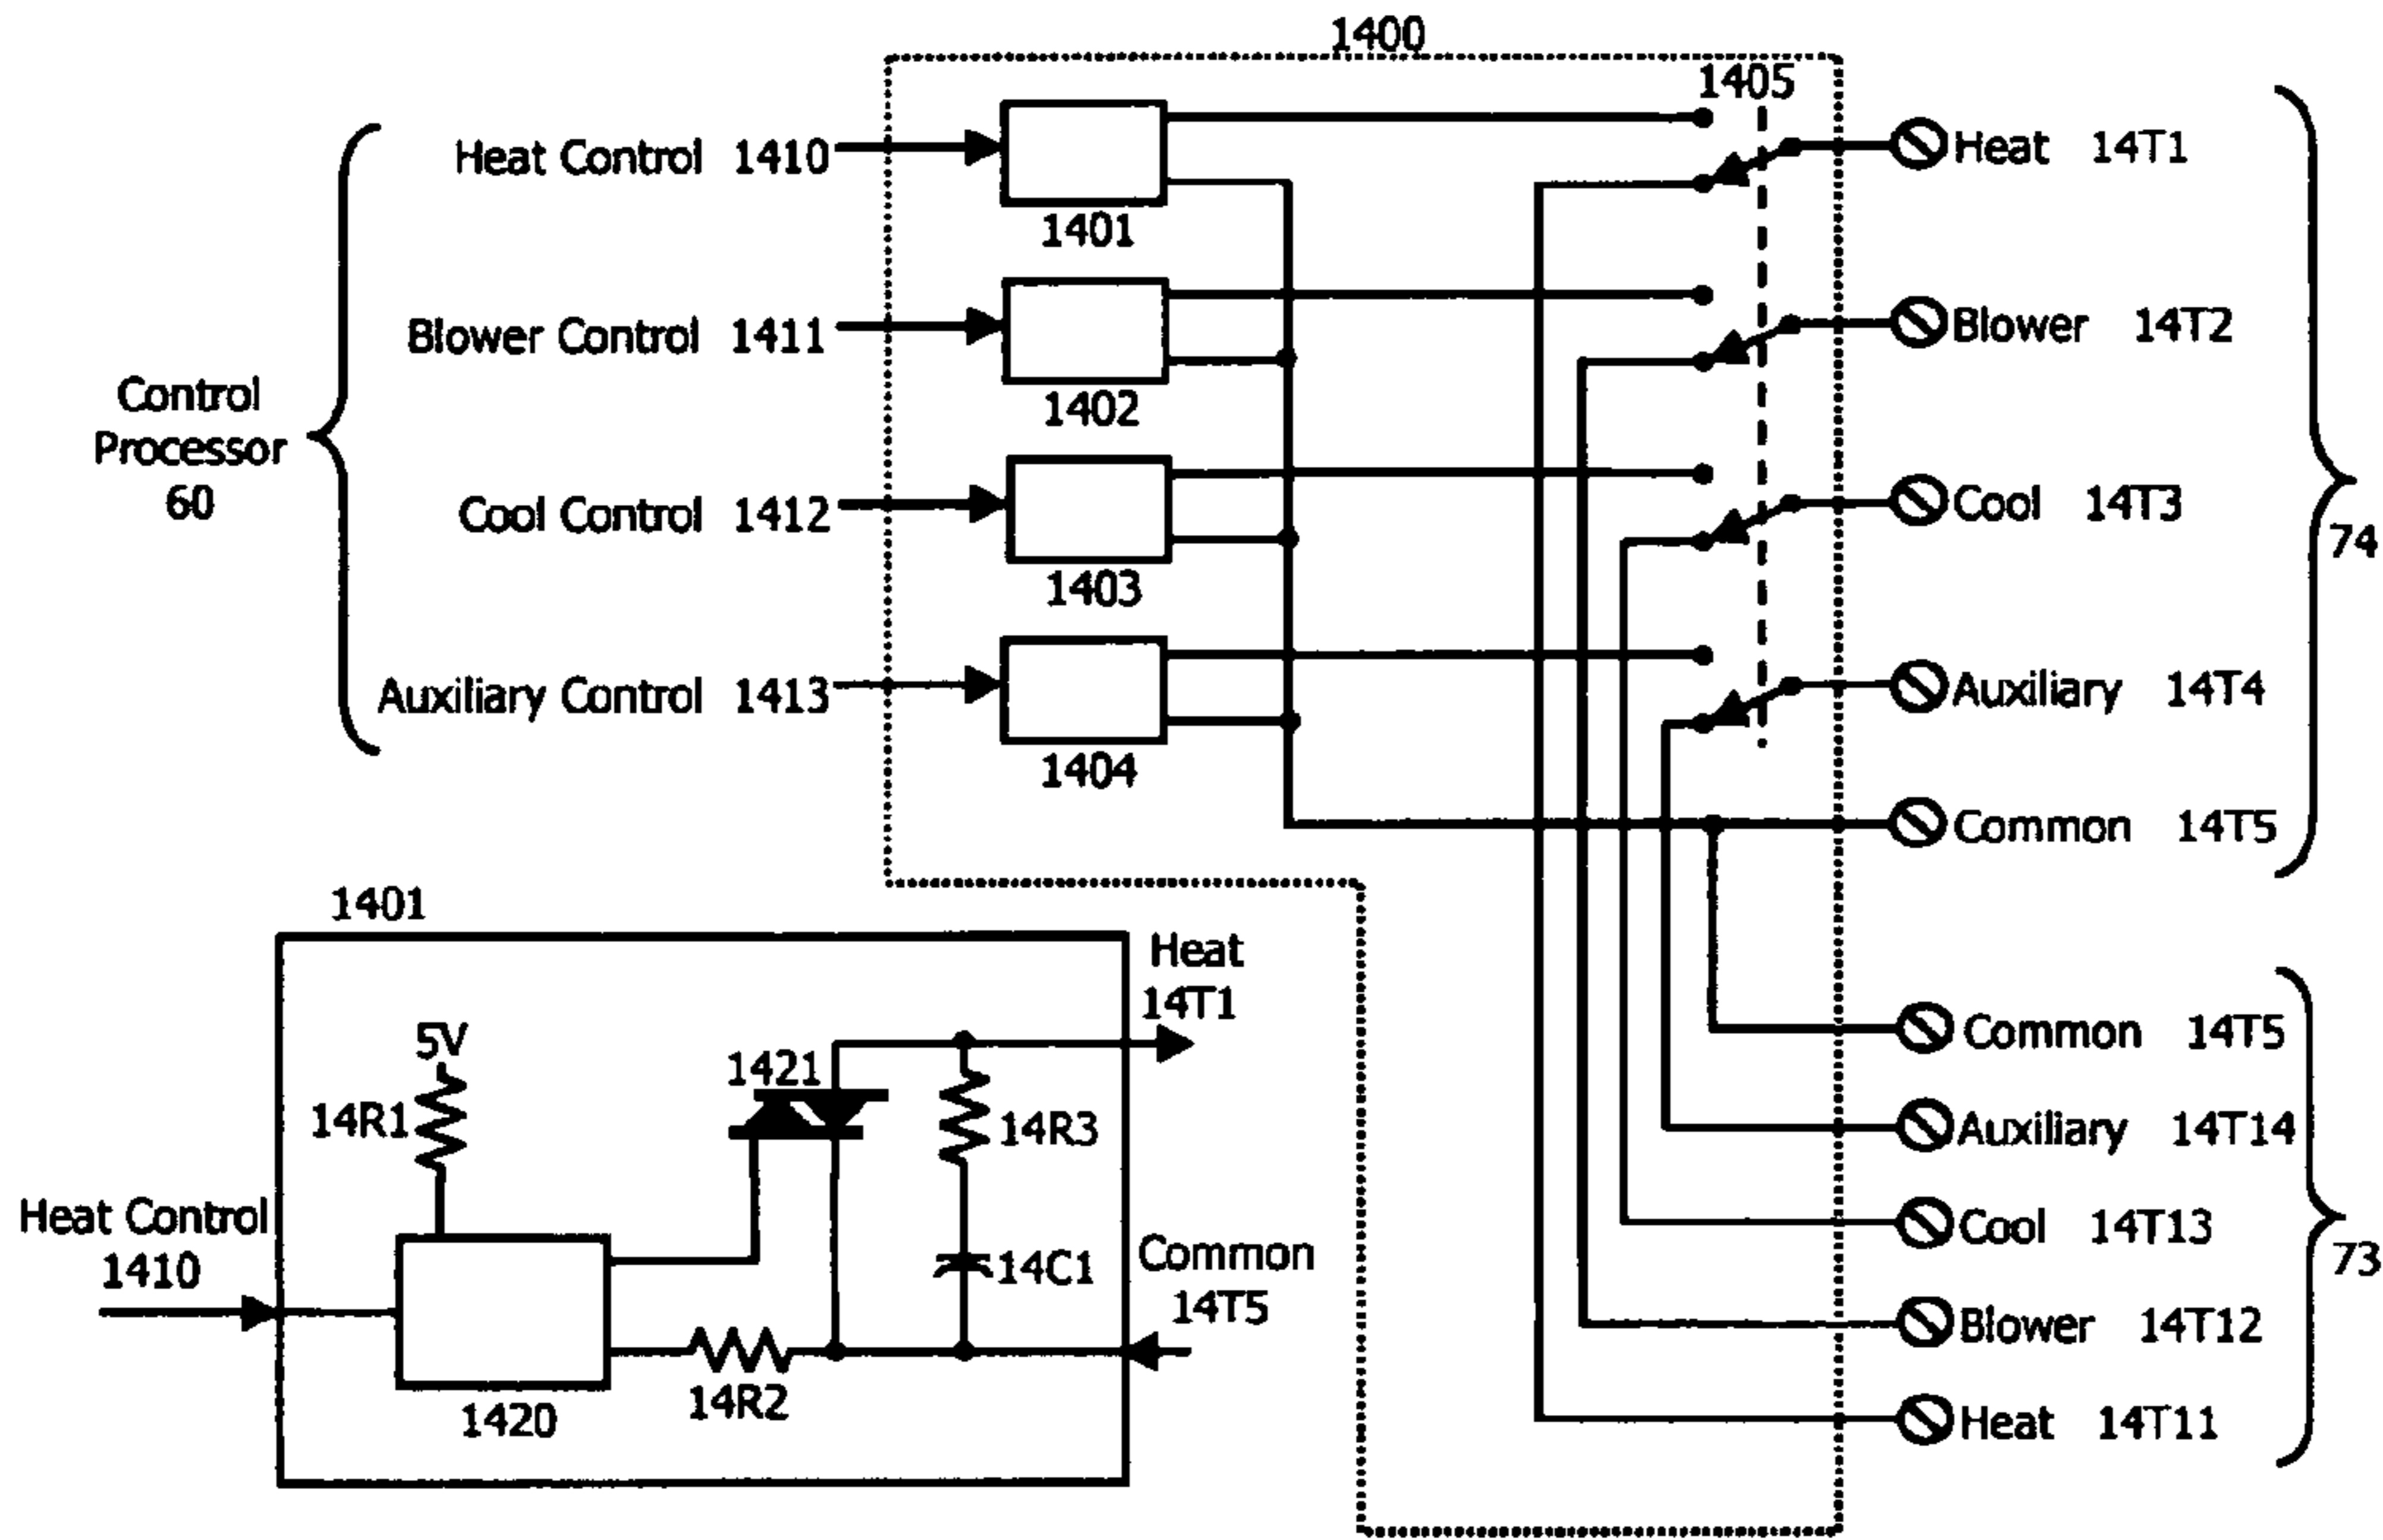 1400
1405
Heat Control 1410
1401
Heat 14T1
Blower Control 1411
1402
Blower 14T2
Control
Processor
60
Cool Control 1412
1403
Cool 14T3
74
Auxiliary Control 1413
1404
Auxiliary 14T4
Common 14T5
1401
Heat
14T1
5V
14R1
1421
14R3
Heat Control
1410
14C1
Common
14T5
1420
14R2
Common 14T5
Auxiliary 14T14
Cool 14T13
73
Blower 14T12
Heat 14T11